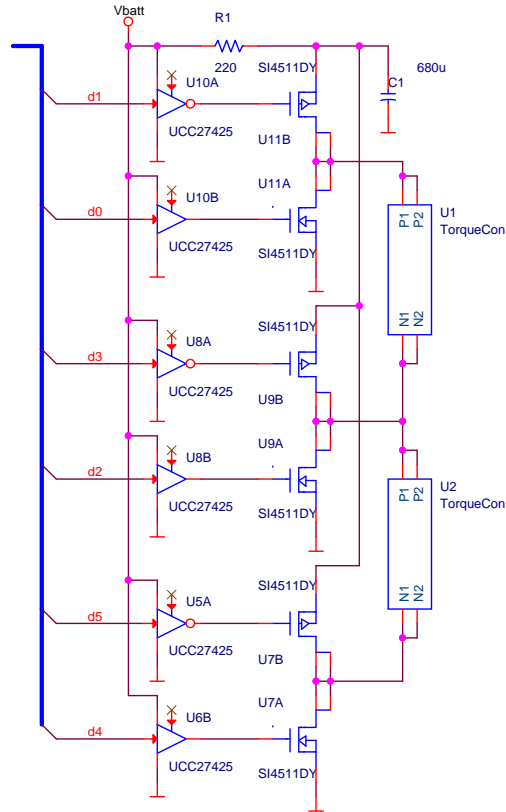 Vbatt
R1
220
SI4511DY
680u
C1
U10A
d1
UCC27425
U11B
U11A
U10B
d0
UCC27425
SI4511DY
P1
P2
U1
TorqueCon
N1
N2
SI4511DY
U8A
d3
UCC27425
U9B
U9A
U8B
d2
UCC27425
SI4511DY
P1
P2
U2
TorqueCon
N1
N2
SI4511DY
U5A
d5
UCC27425
U7B
U7A
U6B
d4
UCC27425
SI4511DY